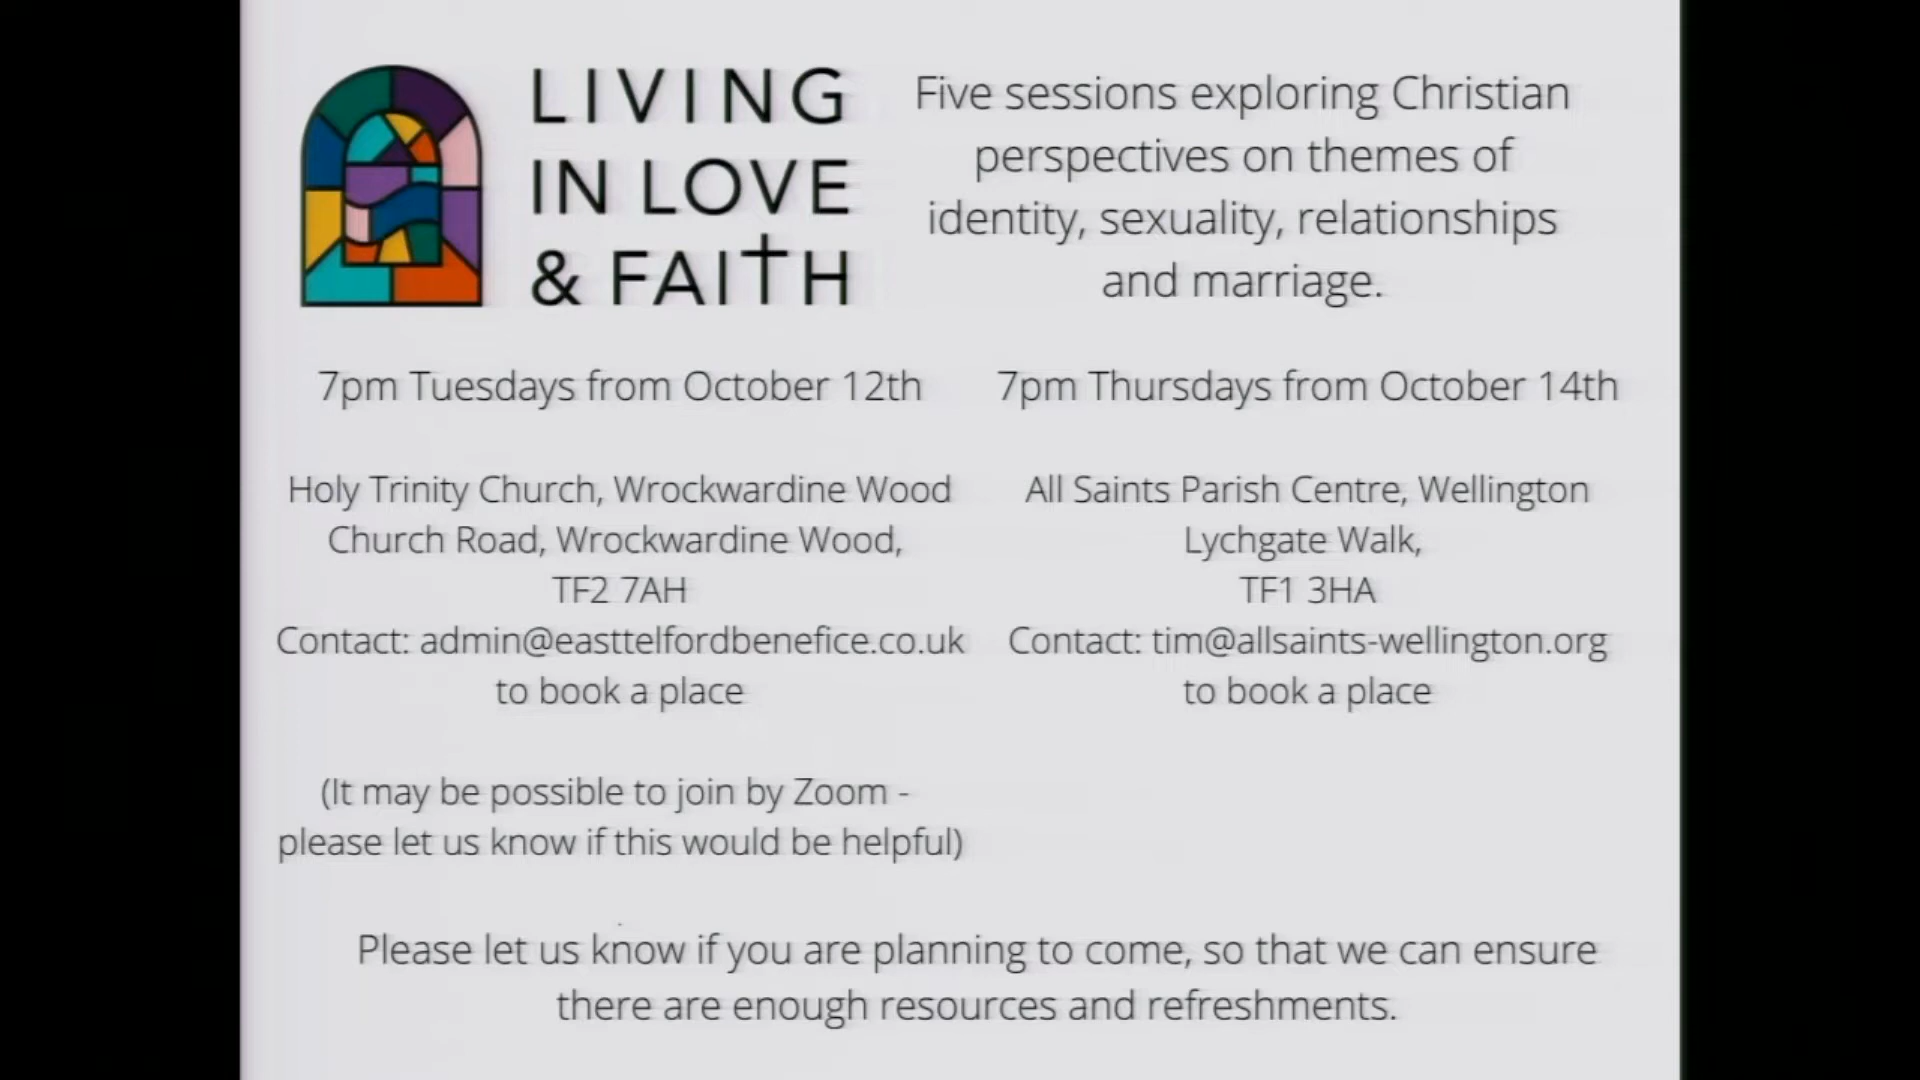 LIVING
IN LOVE
& FAITH
Five sessions exploring Christian
perspectives on themes of
identity, sexuality, relationships
and marriage.
7pm Tuesdays from October 12th
Holy Trinity Church, Wrockwardine Wood
Church Road, Wrockwardine Wood,
TF2 7AH
Contact: admin@easttelfordbenefice.co.uk
to book a place
(It may be possible to join by Zoom -
please let us know if this would be helpful)
7pm Thursdays from October 14th
All Saints Parish Centre, Wellington
Lychgate Walk,
TF1 3HA
Contact: tim@allsaints-wellington.org
to book a place
Please let us know if you are planning to come, so that we can ensure
there are enough resources and refreshments.